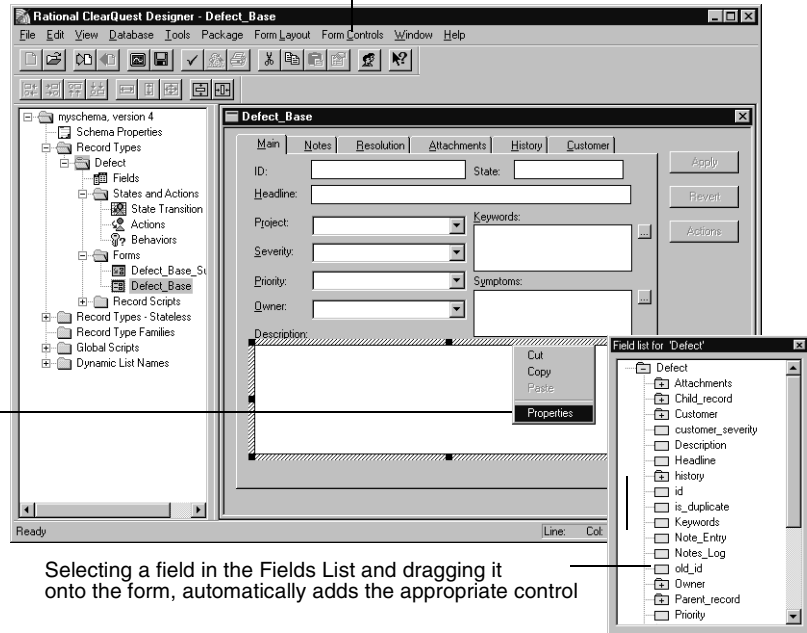 Rational ClearQuest Designer - Defect_Base
File Edit View Database Tools Package Form Layout Form Controls Window Help
myschema, version 4
Schema Properties
Record Types
Defect
Fields
States and Actions
State Transition
Actions
Behaviors
Forms
Defect_Base_Su
Defect_Base
Record Scripts
Record Types - Stateless
Record Type Families
Global Scripts
Dynamic List Names
Defect_Base
Main Notes Resolution Attachments History Customer
ID: State:
Headline:
Project: Keywords:
...
Severity:
Priority: Symptoms:
...
Owner:
Description:
Apply
Revert
Actions
Cut
Copy
Paste
Properties
Field list for 'Defect'
Defect
Attachments
Child_record
Customer
customer_severity
Description
Headline
history
id
is_duplicate
Keywords
Note_Entry
Notes_Log
old_id
Owner
Parent_record
Priority
Ready Line: Col:
Selecting a field in the Fields List and dragging it
onto the form, automatically adds the appropriate control